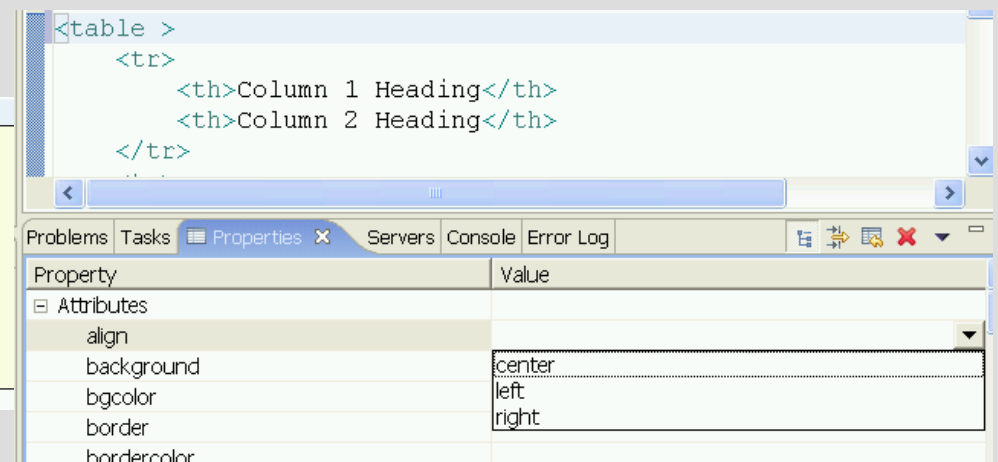 <table >
<tr>
<th>Column 1 Heading</th>
<th>Column 2 Heading</th>
</tr>
Problems Tasks Properties Servers Console Error Log
Property Value
Attributes
align
background center
bgcolor left
border right
bordercolor